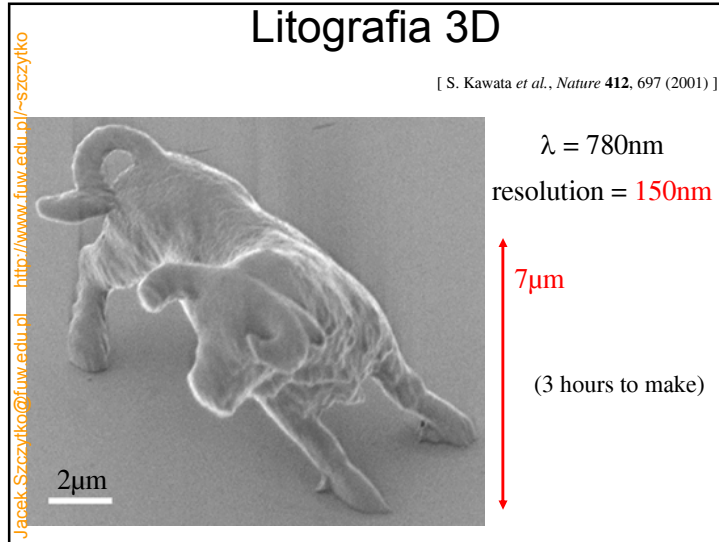 Litografia 3D
[ S. Kawata et al., Nature 412, 697 (2001) ]
λ = 780nm
resolution = 150nm
7μm
(3 hours to make)
2μm
Jacek.Szczytko@fuw.edu.pl http://www.fuw.edu.pl/~szczytko